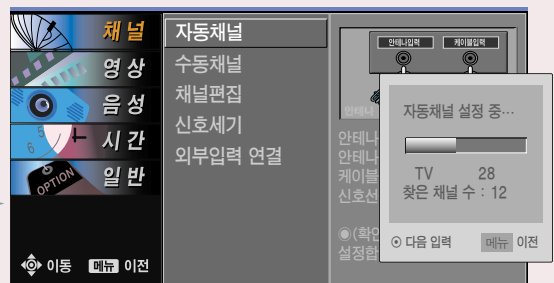 채널
영상
음성
시간
일반
OPTION
이동 메뉴 이전
자동채널
수동채널
채널편집
신호세기
외부입력 연결
안테나입력 케이블입력
안테나
안테나
안테나
케이블
신호선
(확인
설정합
자동채널 설정 중…
TV 28
찾은 채널 수 : 12
다음 입력 메뉴 이전